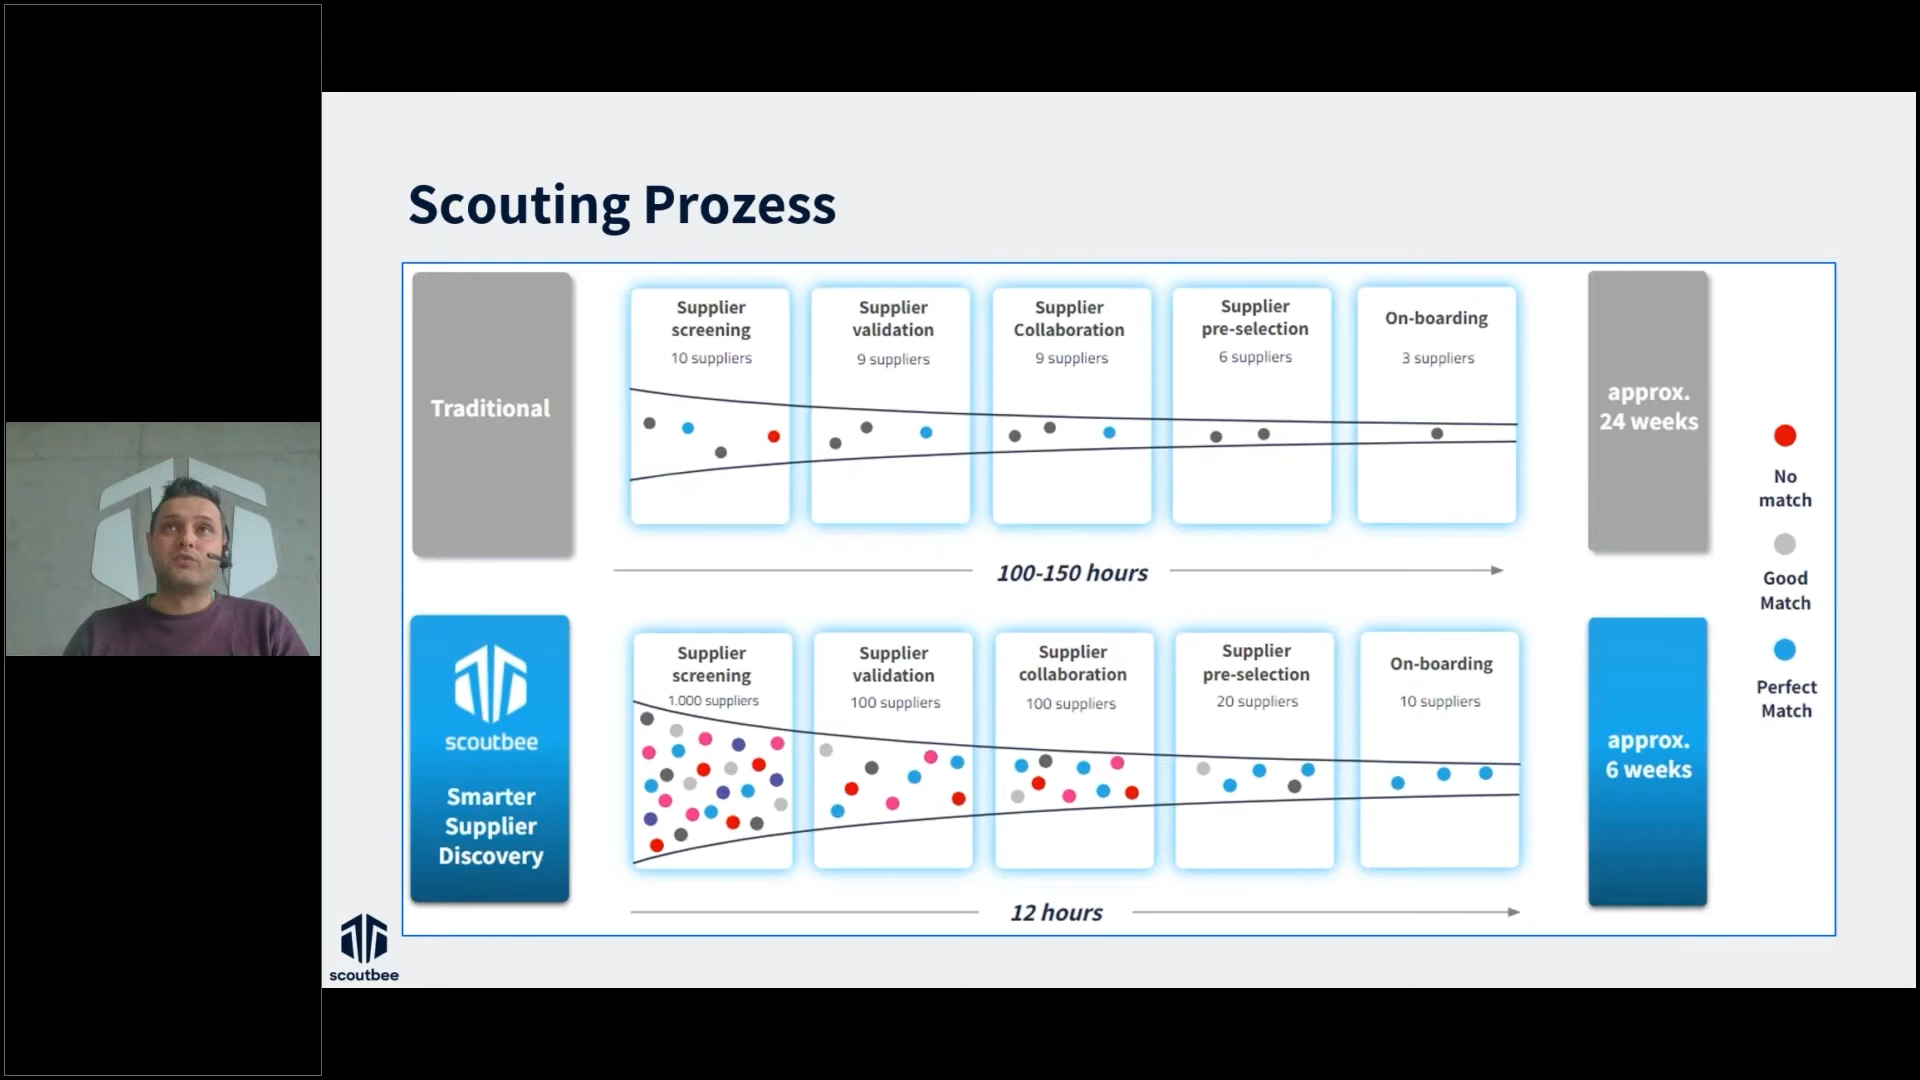 Scouting Prozess
Traditional
Supplier
screening
10 suppliers
Supplier
validation
9 suppliers
Supplier
Collaboration
9 suppliers
Supplier
pre-selection
6 suppliers
On-boarding
3 suppliers
approx.
24 weeks
100-150 hours
No
match
Good
Match
Perfect
Match
scoutbee
Smarter
Supplier
Discovery
Supplier
screening
1.000 suppliers
Supplier
validation
100 suppliers
Supplier
collaboration
100 suppliers
Supplier
pre-selection
20 suppliers
On-boarding
10 suppliers
approx.
6 weeks
12 hours
scoutbee